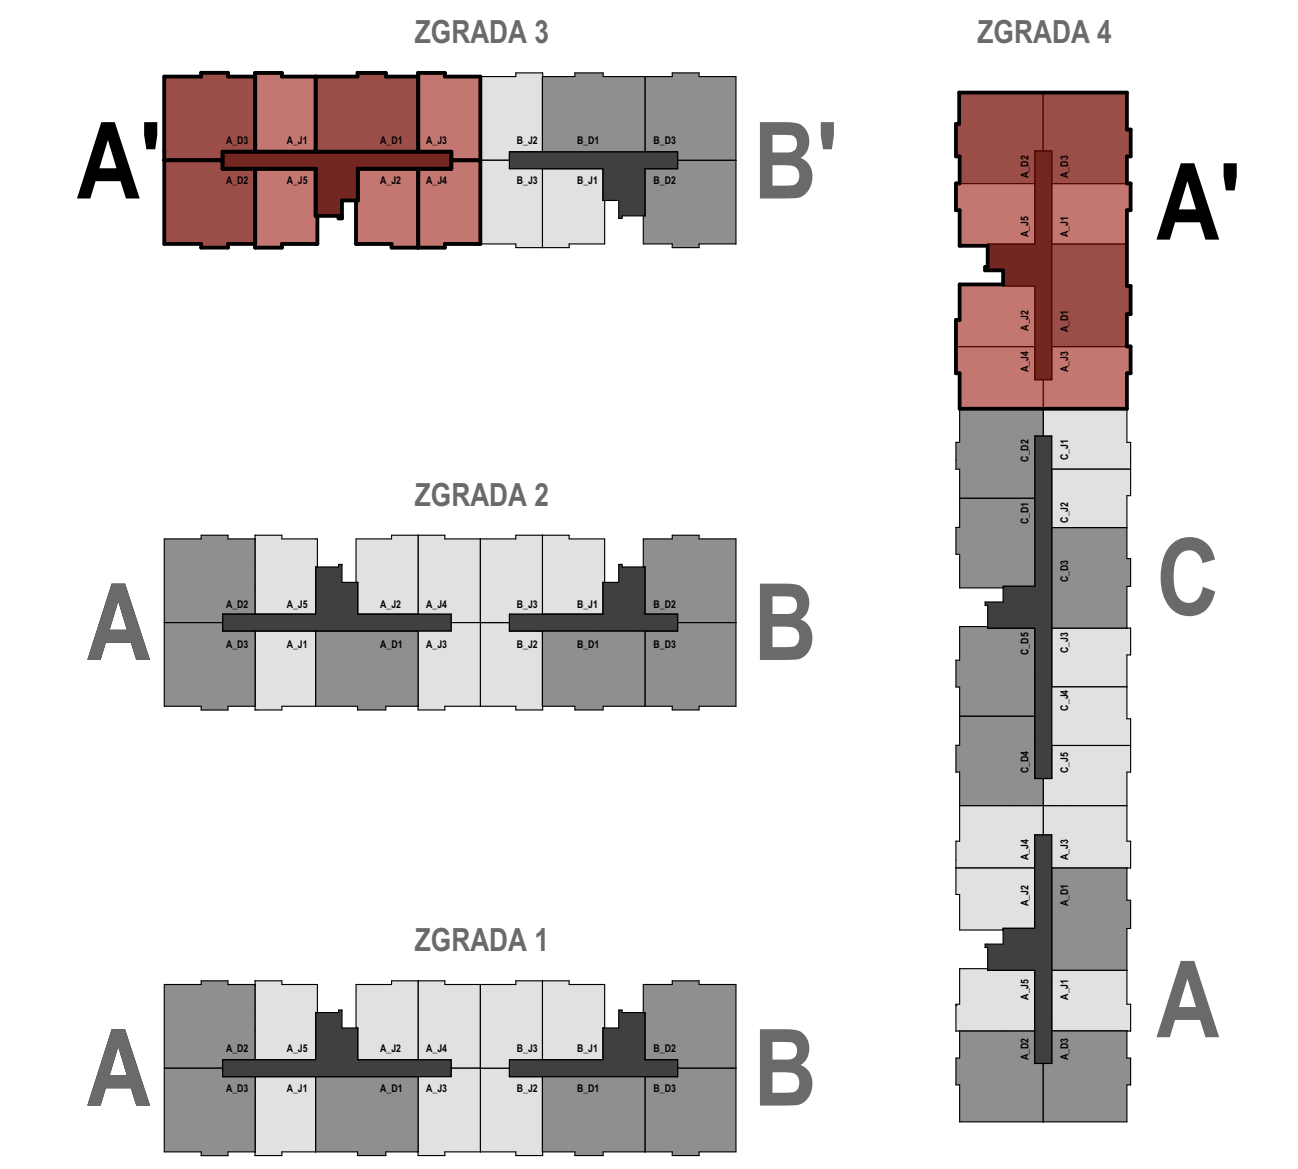 ZGRADA 3
A'
A_D3 A_J1 A_D1 A_J3 B_J2 B_D1 B_D3
A_D2 A_J5 A_J2 A_J4 B_J3 B_J1 B_D2
B'
ZGRADA 2
A
A_D2 A_J5 A_J2 A_J4 B_J3 B_J1 B_D2
A_D3 A_J1 A_D1 A_J3 B_J2 B_D1 B_D3
B
ZGRADA 1
A
A_D2 A_J5 A_J2 A_J4 B_J3 B_J1 B_D2
A_D3 A_J1 A_D1 A_J3 B_J2 B_D1 B_D3
B
ZGRADA 4
A_D2 A_D3
A_J5 A_J1
A_J2 A_D1
A_J4 A_J3
A'
C_D2 C_J1
C_D1 C_J2
C_D3
C_D5 C_J3
C_J4
C_D4 C_J5
C
A_J4 A_J3
A_J2 A_D1
A_J5 A_J1
A_D2 A_D3
A